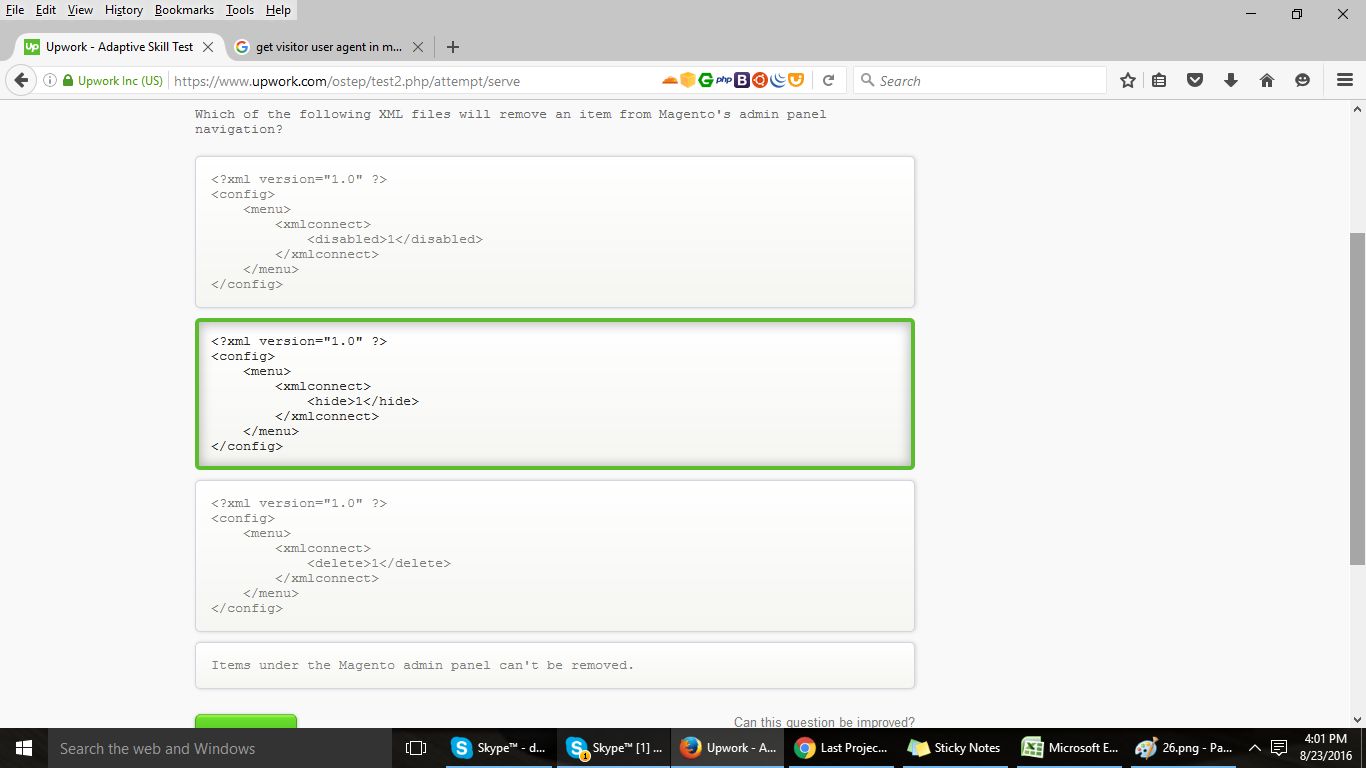 File Edit View History Bookmarks Tools Help
Upwork - Adaptive Skill Test
get visitor user agent in m...
Upwork Inc (US)
https://www.upwork.com/ostep/test2.php/attempt/serve
php
B
Search
Which of the following XML files will remove an item from Magento's admin panel
navigation?
<?xml version="1.0" ?>
<config>
    <menu>
        <xmlconnect>
            <disabled>1</disabled>
        </xmlconnect>
    </menu>
</config>
<?xml version="1.0" ?>
<config>
    <menu>
        <xmlconnect>
            <hide>1</hide>
        </xmlconnect>
    </menu>
</config>
<?xml version="1.0" ?>
<config>
    <menu>
        <xmlconnect>
            <delete>1</delete>
        </xmlconnect>
    </menu>
</config>
Items under the Magento admin panel can't be removed.
Can this question be improved?
Search the web and Windows
Skype™ - d...
Skype™ [1] ...
Upwork - A...
Last Projec...
Sticky Notes
Microsoft E...
26.png - Pa...
4:01 PM
8/23/2016